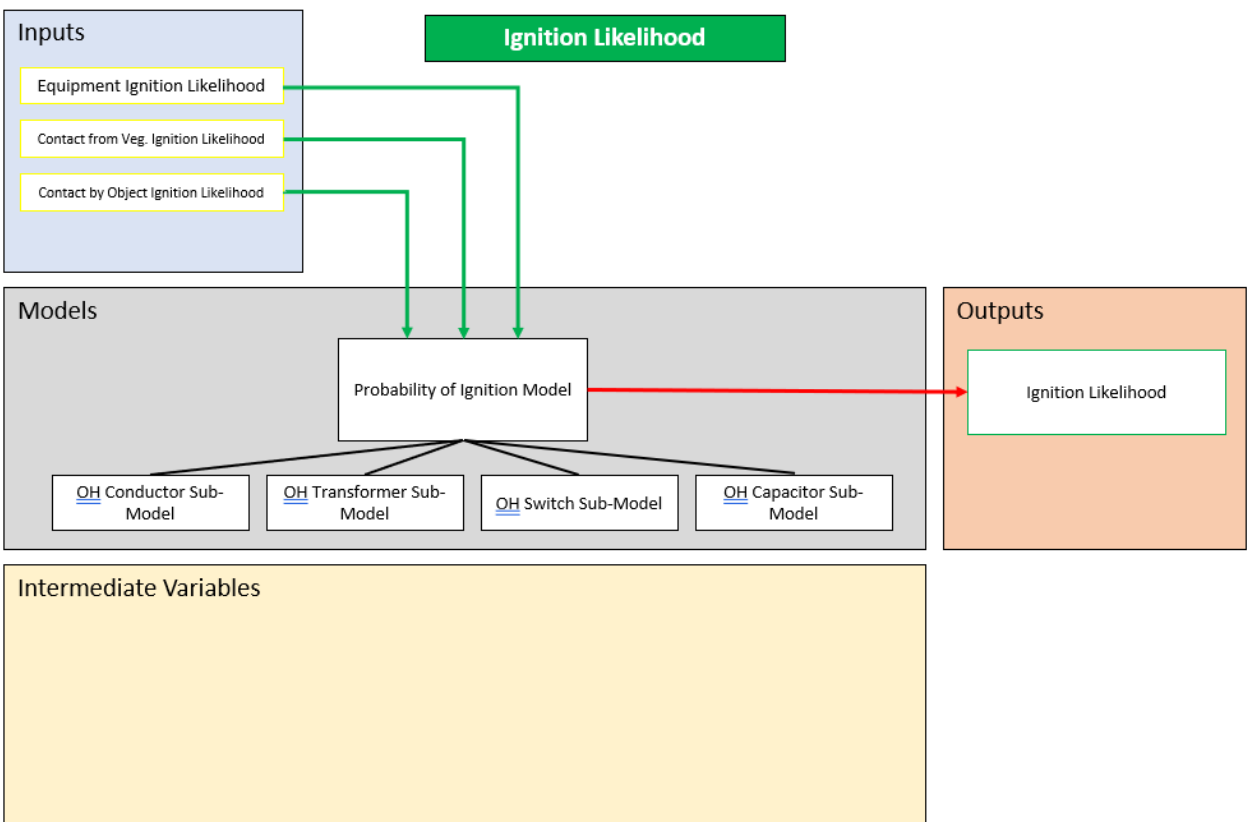 Inputs
Ignition Likelihood
Equipment Ignition Likelihood
Contact from Veg. Ignition Likelihood
Contact by Object Ignition Likelihood
Models
Outputs
Probability of Ignition Model
Ignition Likelihood
OH Conductor Sub-
Model
OH Transformer Sub-
Model
OH Switch Sub-Model
OH Capacitor Sub-
Model
Intermediate Variables